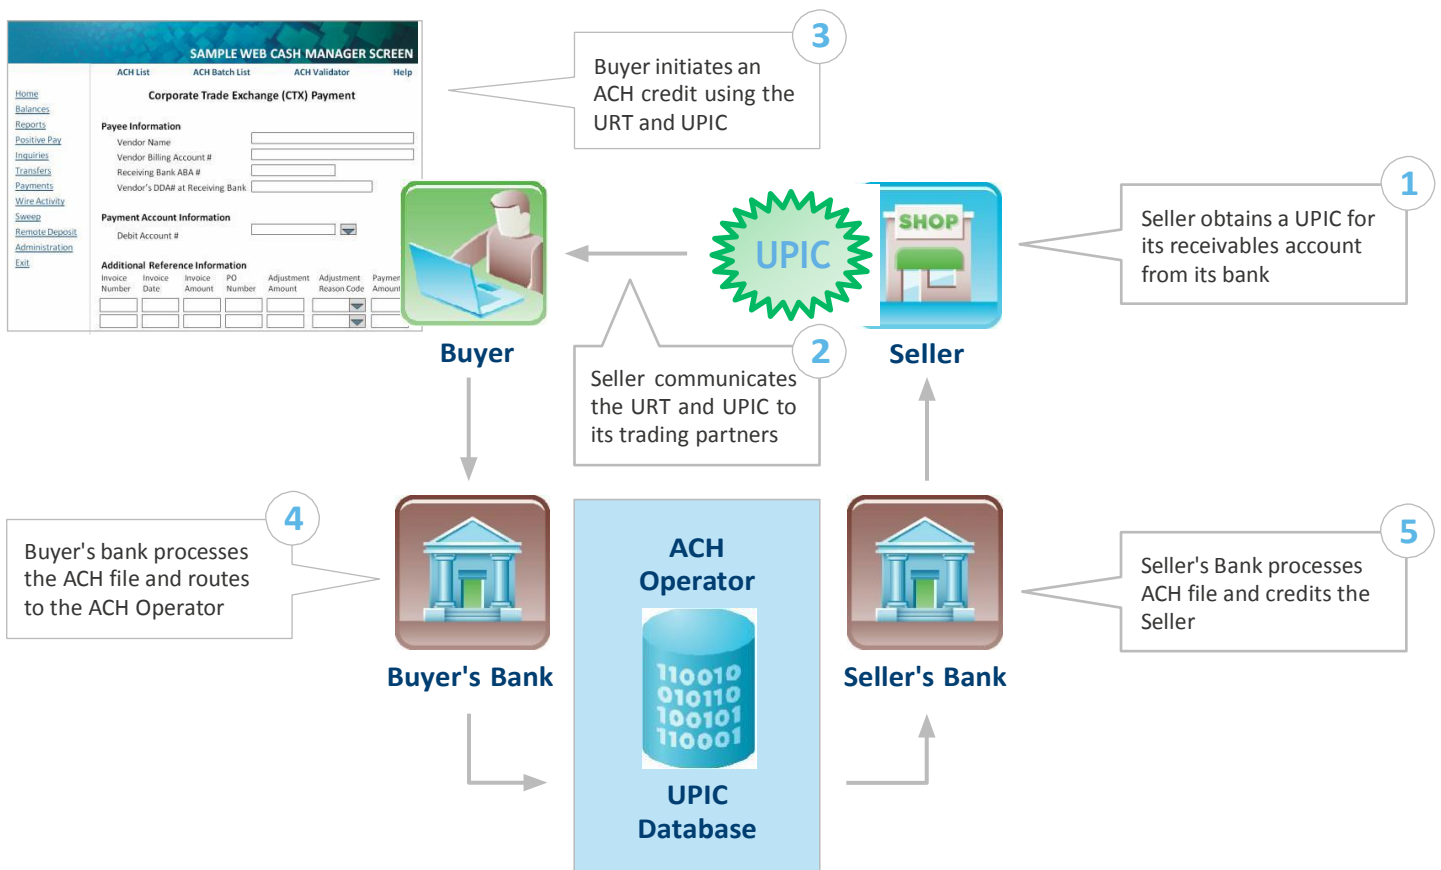 SAMPLE WEB CASH MANAGER SCREEN
ACH List ACH Batch List ACH Validator Help
Home
Balances
Reports
Positive Pay
Inquiries
Transfers
Payments
Wire Activity
Sweep
Remote Deposit
Administration
Exit
Corporate Trade Exchange (CTX) Payment
Payee Information
Vendor Name
Vendor Billing Account #
Receiving Bank ABA #
Vendor's DDA# at Receiving Bank
Payment Account Information
Debit Account #
Additional Reference Information
Invoice Invoice Invoice PO Adjustment Adjustment Paymen
Number Date Amount Number Amount Reason Code Amount
3
Buyer initiates an
ACH credit using the
URT and UPIC
1
Seller obtains a UPIC for
its receivables account
from its bank
UPIC
SHOP
Buyer
Seller
2
Seller communicates
the URT and UPIC to
its trading partners
4
Buyer's bank processes
the ACH file and routes
to the ACH Operator
Buyer's Bank
ACH
Operator
110010
010110
100101
110001
UPIC
Database
Seller's Bank
5
Seller's Bank processes
ACH file and credits the
Seller